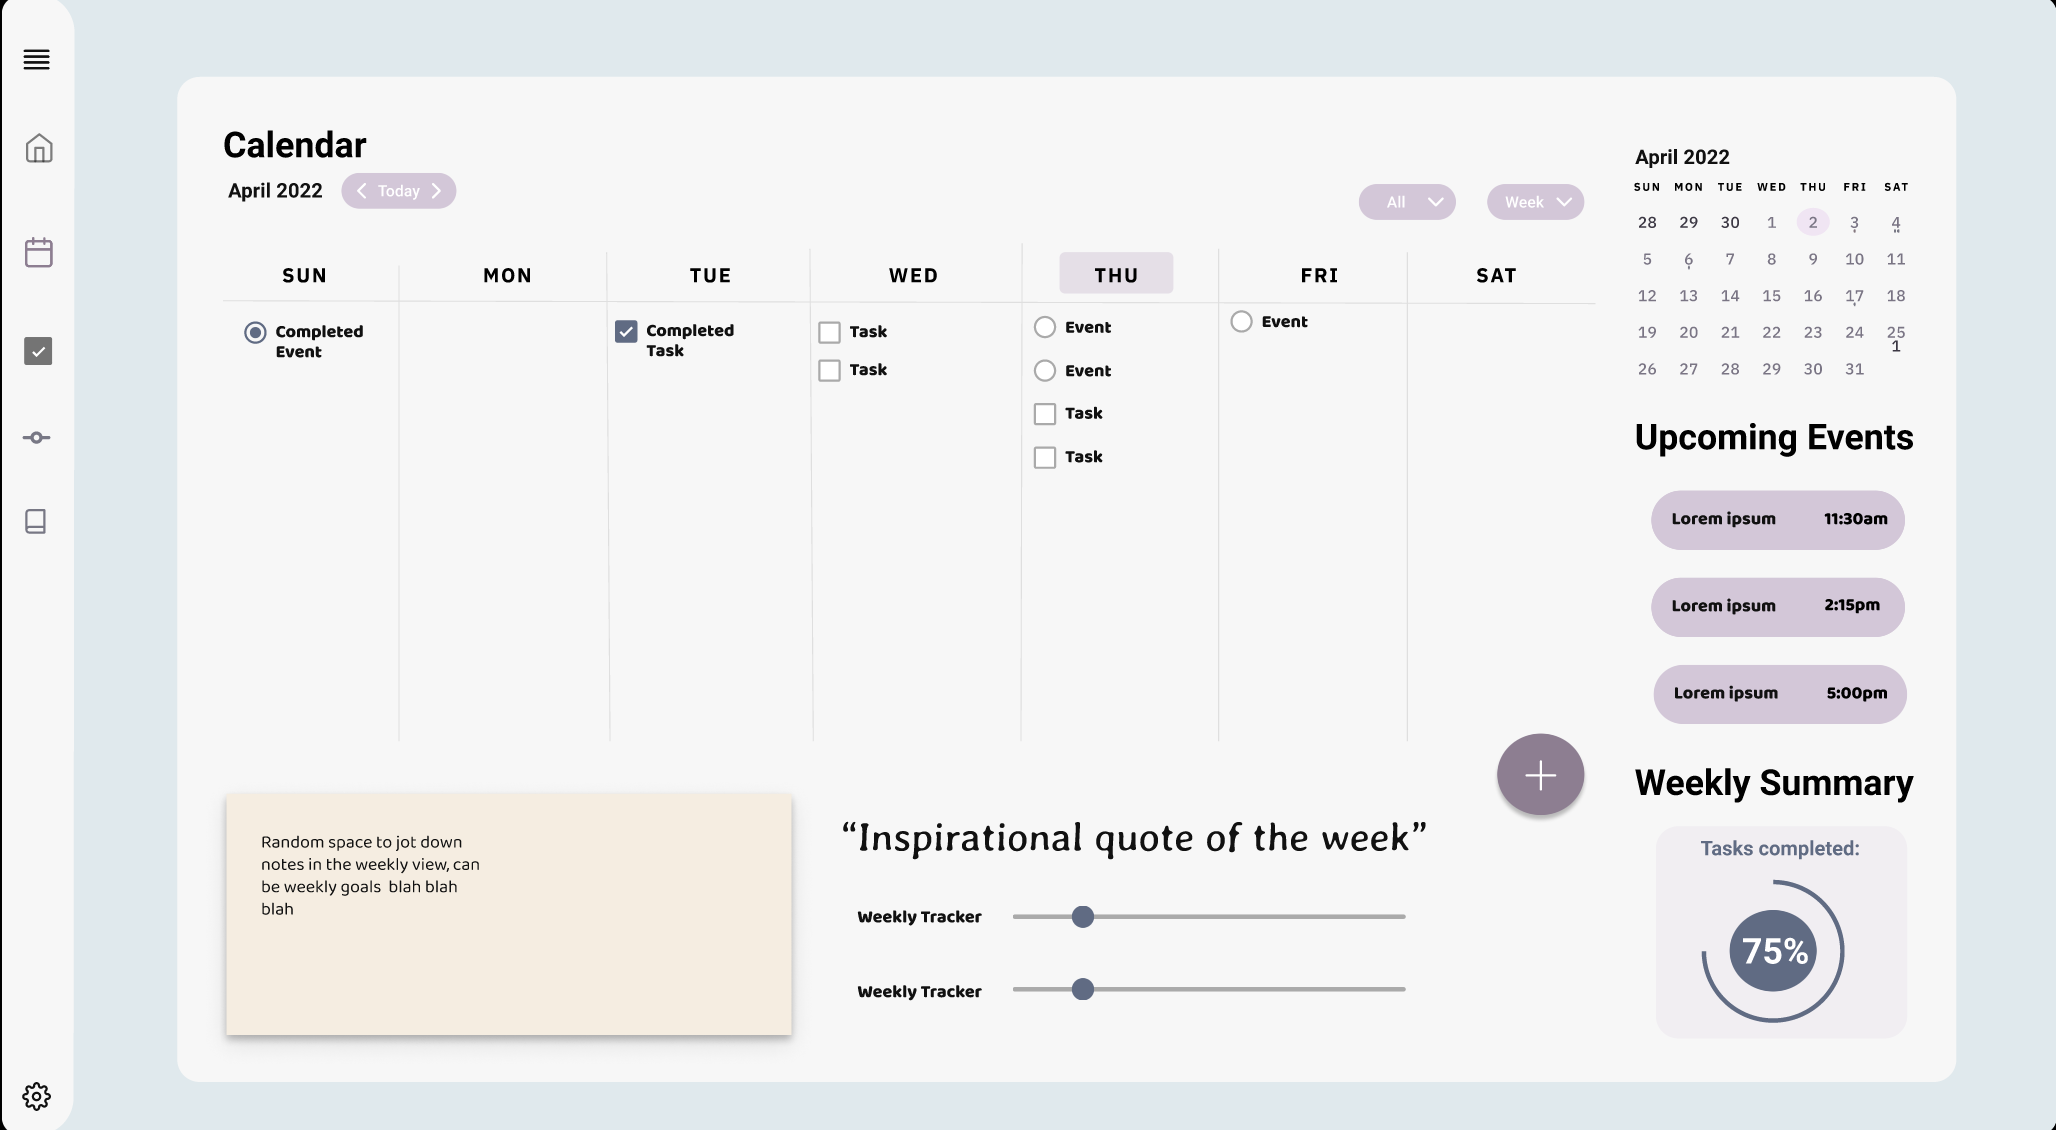 Calendar
April 2022
Today
All
Week
SUN MON TUE WED THU FRI SAT
Completed
Event
Completed
Task
Task
Task
Event
Event
Task
Task
Event
Random space to jot down
notes in the weekly view, can
be weekly goals blah blah
blah
“Inspirational quote of the week”
Weekly Tracker
Weekly Tracker
April 2022
SUN MON TUE WED THU FRI SAT
28 29 30 1 2 3 4
5 6 7 8 9 10 11
12 13 14 15 16 17 18
19 20 21 22 23 24 25
1
26 27 28 29 30 31
Upcoming Events
Lorem ipsum 11:30am
Lorem ipsum 2:15pm
Lorem ipsum 5:00pm
Weekly Summary
Tasks completed:
75%